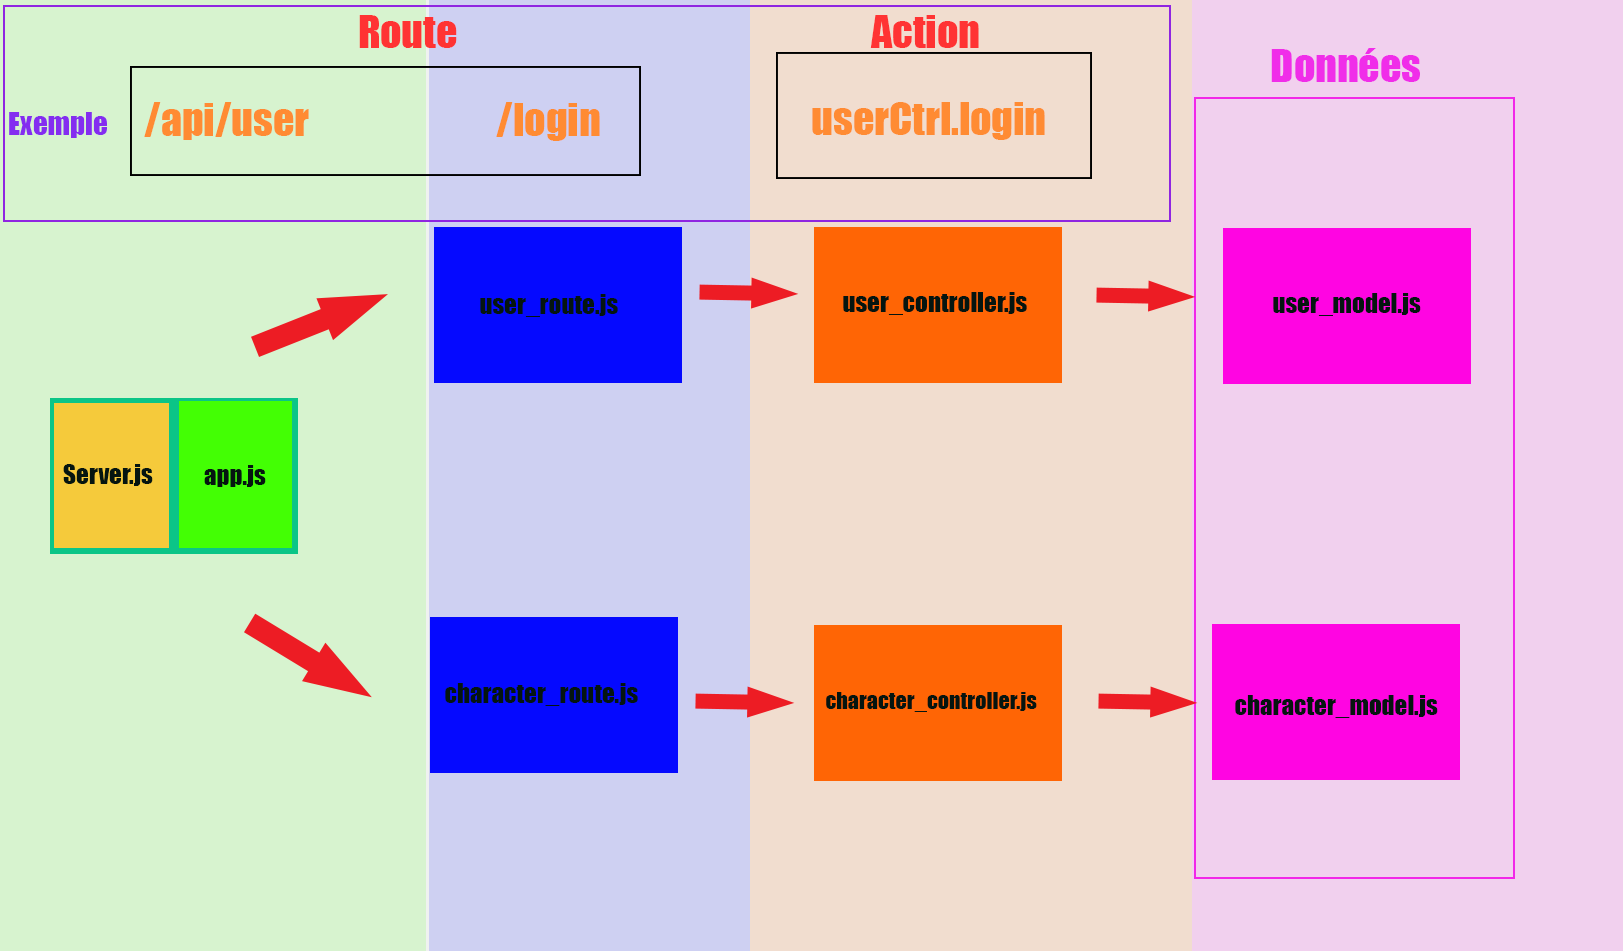 Route
Action
Données
Exemple
/api/user
/login
userCtrl.login
user_route.js
user_controller.js
user_model.js
Server.js
app.js
character_route.js
character_controller.js
character_model.js